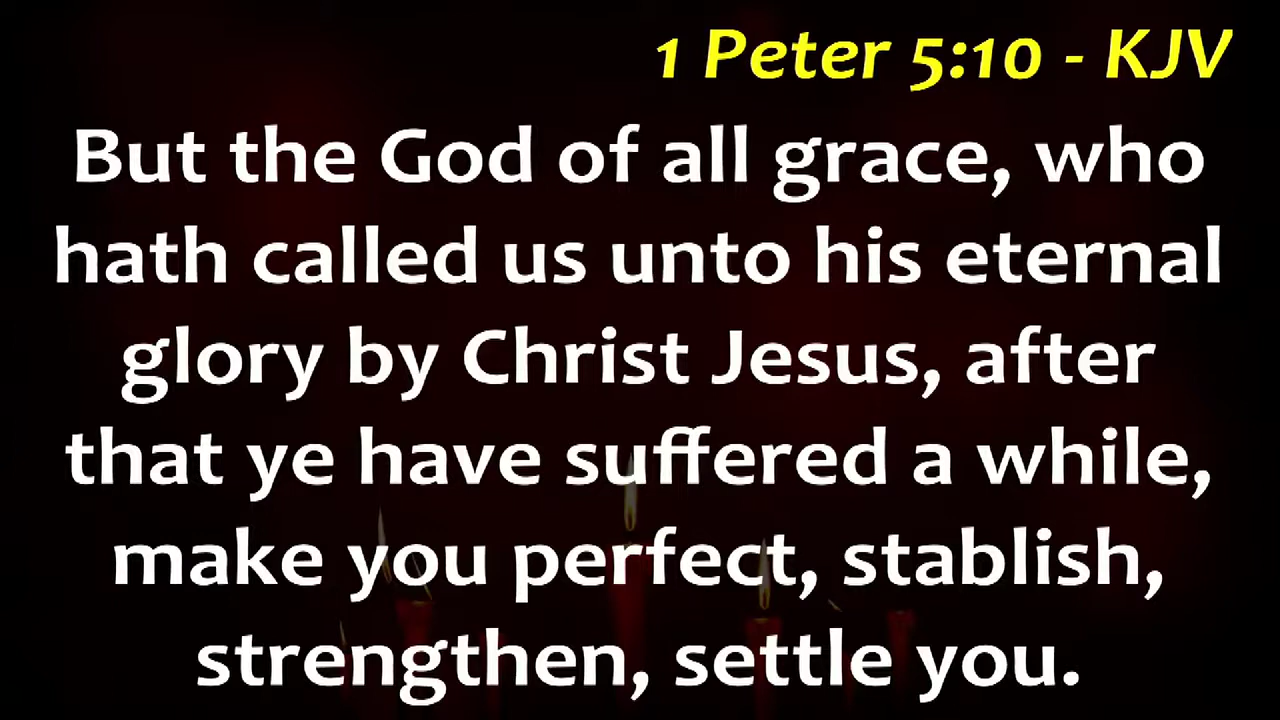 1 Peter 5:10 - KJV
But the God of all grace, who
hath called us unto his eternal
glory by Christ Jesus, after
that ye have suffered a while,
make you perfect, stablish,
strengthen, settle you.